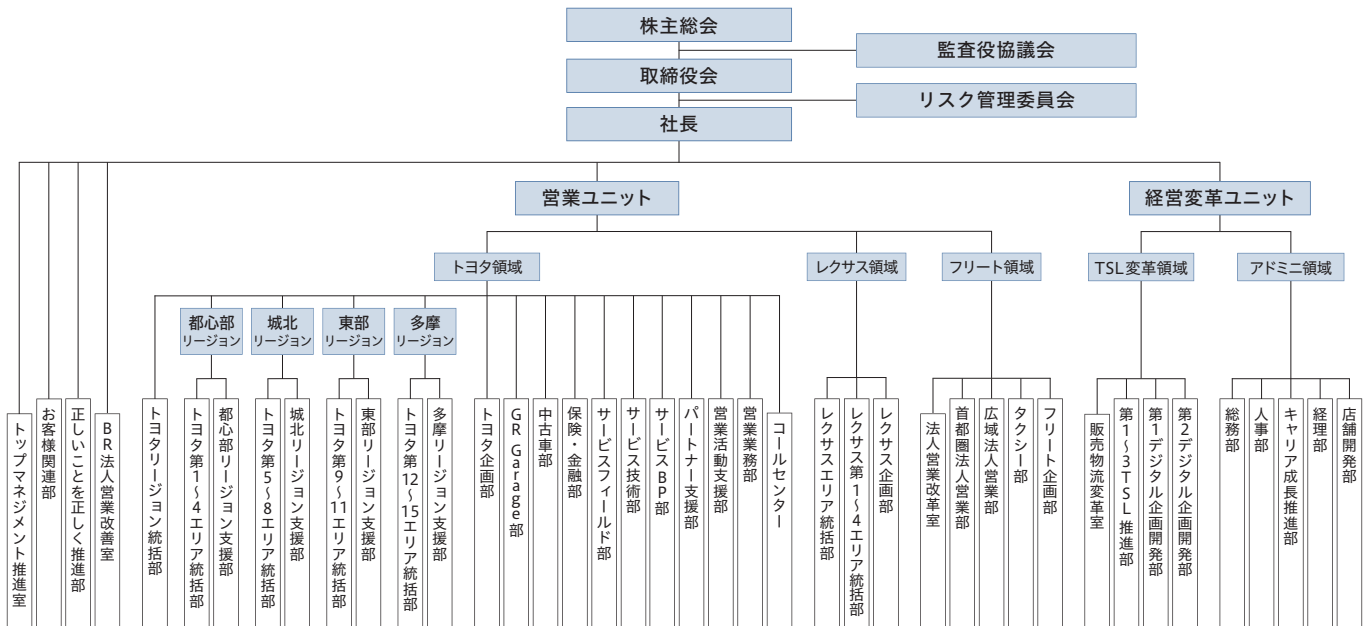 株主総会
監査役協議会
取締役会
リスク管理委員会
社長
営業ユニット
経営変革ユニット
トヨタ領域
レクサス領域
フリート領域
TSL変革領域
アドミニ領域
都心部
リージョン
城北
リージョン
東部
リージョン
多摩
リージョン
トップマネジメント推進室
お客様関連部
正しいことを正しく推進部
BR法人営業改善室
トヨタリージョン統括部
トヨタ第1～4エリア統括部
都心部リージョン支援部
トヨタ第5～8エリア統括部
城北リージョン支援部
トヨタ第9～11エリア統括部
東部リージョン支援部
トヨタ第12～15エリア統括部
多摩リージョン支援部
トヨタ企画部
GR Garage部
中古車部
保険・金融部
サービスフィールド部
サービス技術部
サービスBP部
パートナー支援部
営業活動支援部
営業業務部
コールセンター
レクサスエリア統括部
レクサス第1～4エリア統括部
レクサス企画部
法人営業改革室
首都圏法人営業部
広域法人営業部
タクシー部
フリート企画部
販売物流変革室
第1～3TSL推進部
第1デジタル企画開発部
第2デジタル企画開発部
総務部
人事部
キャリア成長推進部
経理部
店舗開発部